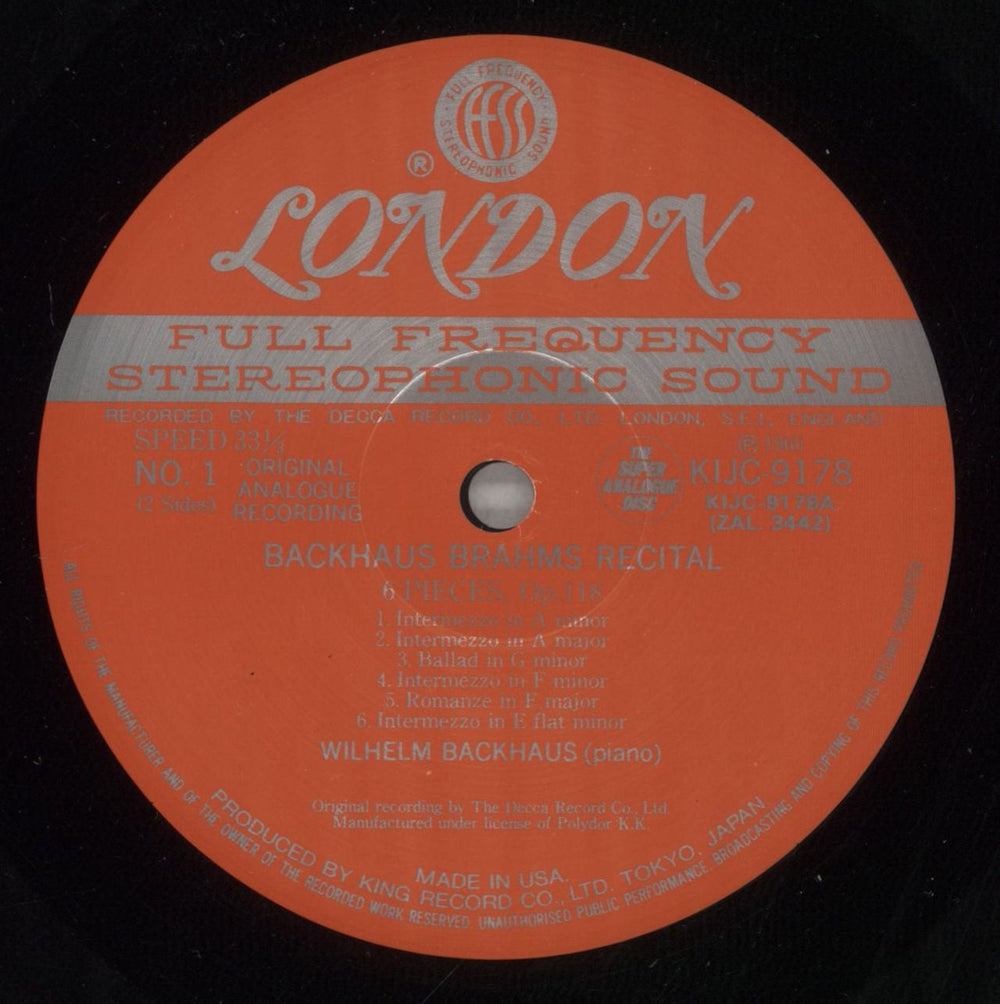 FULL FREQUENCY
ffss
STEREOPHONIC SOUND
®
LONDON
FULL FREQUENCY
STEREOPHONIC SOUND
RECORDED BY THE DECCA RECORD CO., LTD. LONDON, S.E.I., ENGLAND
SPEED 33⅓
NO. 1
(2 Sides)
ORIGINAL
ANALOGUE
RECORDING
THE
SUPER
ANALOGUE
DISC
KIJC-9178
KIJC-9178A
(ZAL. 3442)
BACKHAUS BRAHMS RECITAL
6 PIECES, Op.118
1. Intermezzo in A minor
2. Intermezzo in A major
3. Ballad in G minor
4. Intermezzo in F minor
5. Romanze in F major
6. Intermezzo in E flat minor
WILHELM BACKHAUS (piano)
Original recording by The Decca Record Co., Ltd.
Manufactured under license of Polydor K.K.
MADE IN USA.
PRODUCED BY KING RECORD CO., LTD. TOKYO, JAPAN
ALL RIGHTS OF THE MANUFACTURER AND OF THE OWNER OF THE RECORDED WORK RESERVED. UNAUTHORISED PUBLIC PERFORMANCE, BROADCASTING AND COPYING OF THIS RECORD PROHIBITED